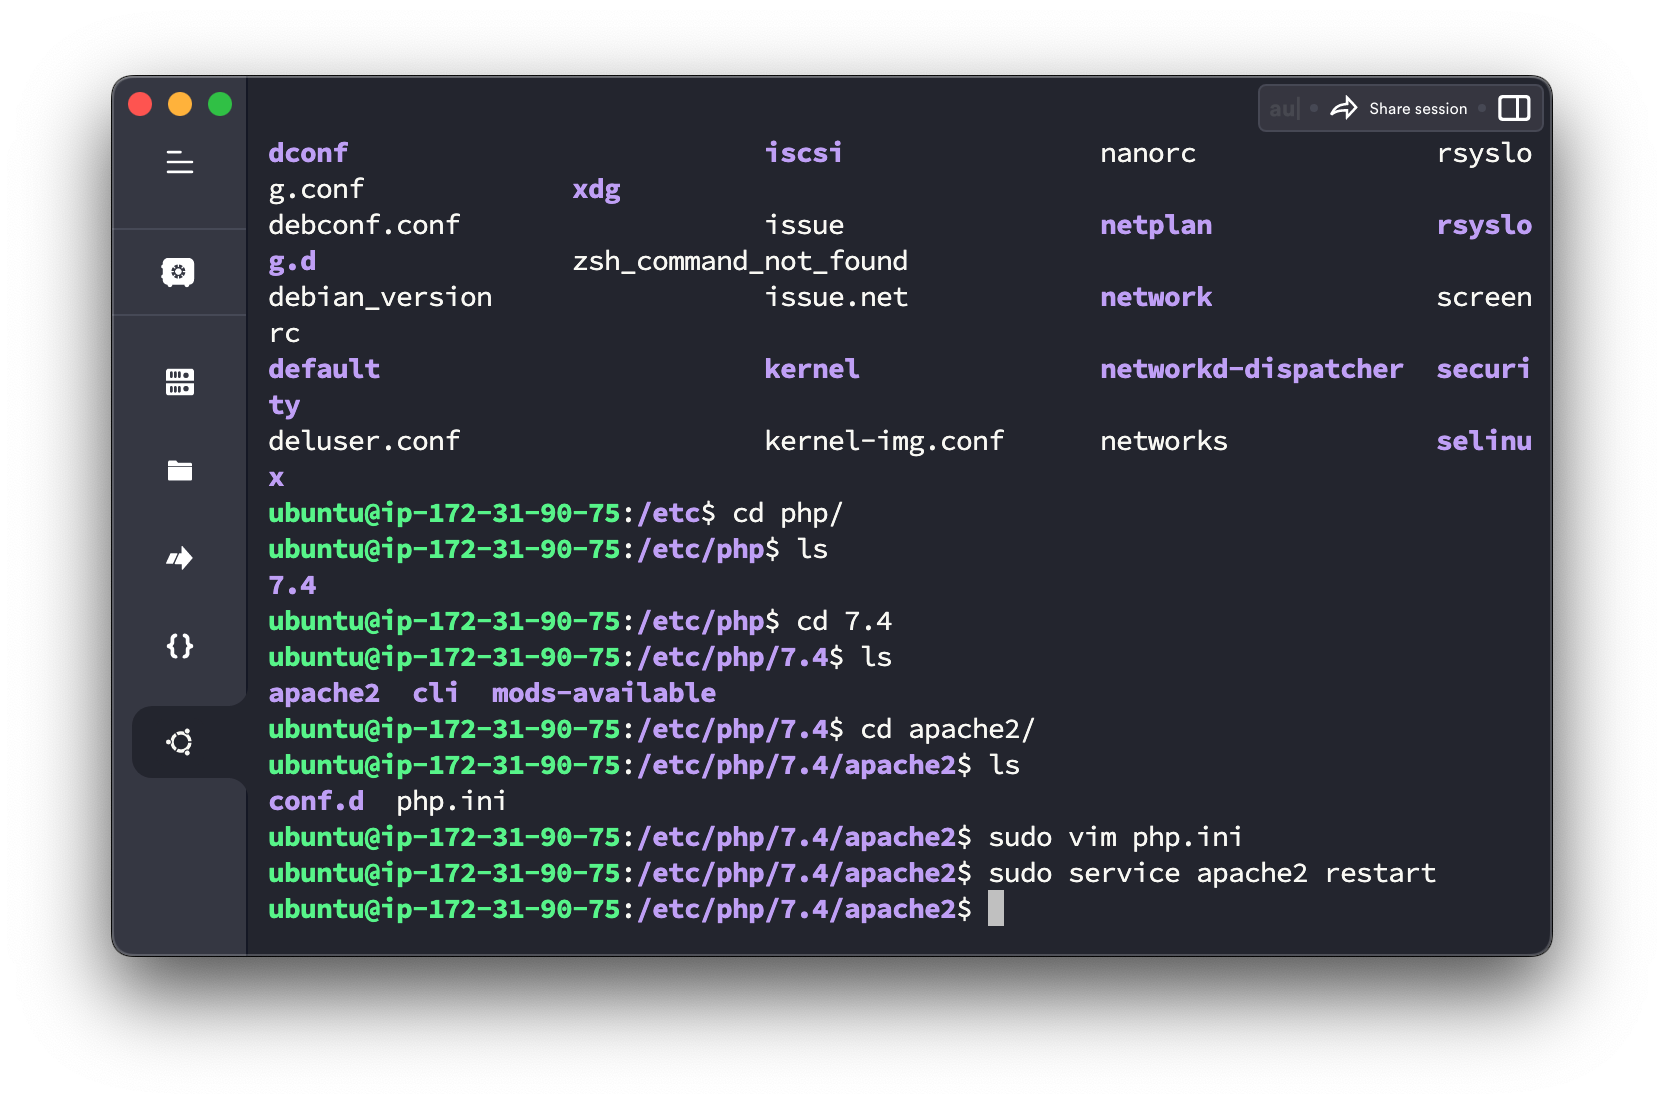 au| • Share session •
dconf iscsi nanorc rsyslo
g.conf xdg
debconf.conf issue netplan rsyslo
g.d zsh_command_not_found
debian_version issue.net network screen
rc
default kernel networkd-dispatcher securi
ty
deluser.conf kernel-img.conf networks selinu
x
ubuntu@ip-172-31-90-75:/etc$ cd php/
ubuntu@ip-172-31-90-75:/etc/php$ ls
7.4
ubuntu@ip-172-31-90-75:/etc/php$ cd 7.4
ubuntu@ip-172-31-90-75:/etc/php/7.4$ ls
apache2 cli mods-available
ubuntu@ip-172-31-90-75:/etc/php/7.4$ cd apache2/
ubuntu@ip-172-31-90-75:/etc/php/7.4/apache2$ ls
conf.d php.ini
ubuntu@ip-172-31-90-75:/etc/php/7.4/apache2$ sudo vim php.ini
ubuntu@ip-172-31-90-75:/etc/php/7.4/apache2$ sudo service apache2 restart
ubuntu@ip-172-31-90-75:/etc/php/7.4/apache2$